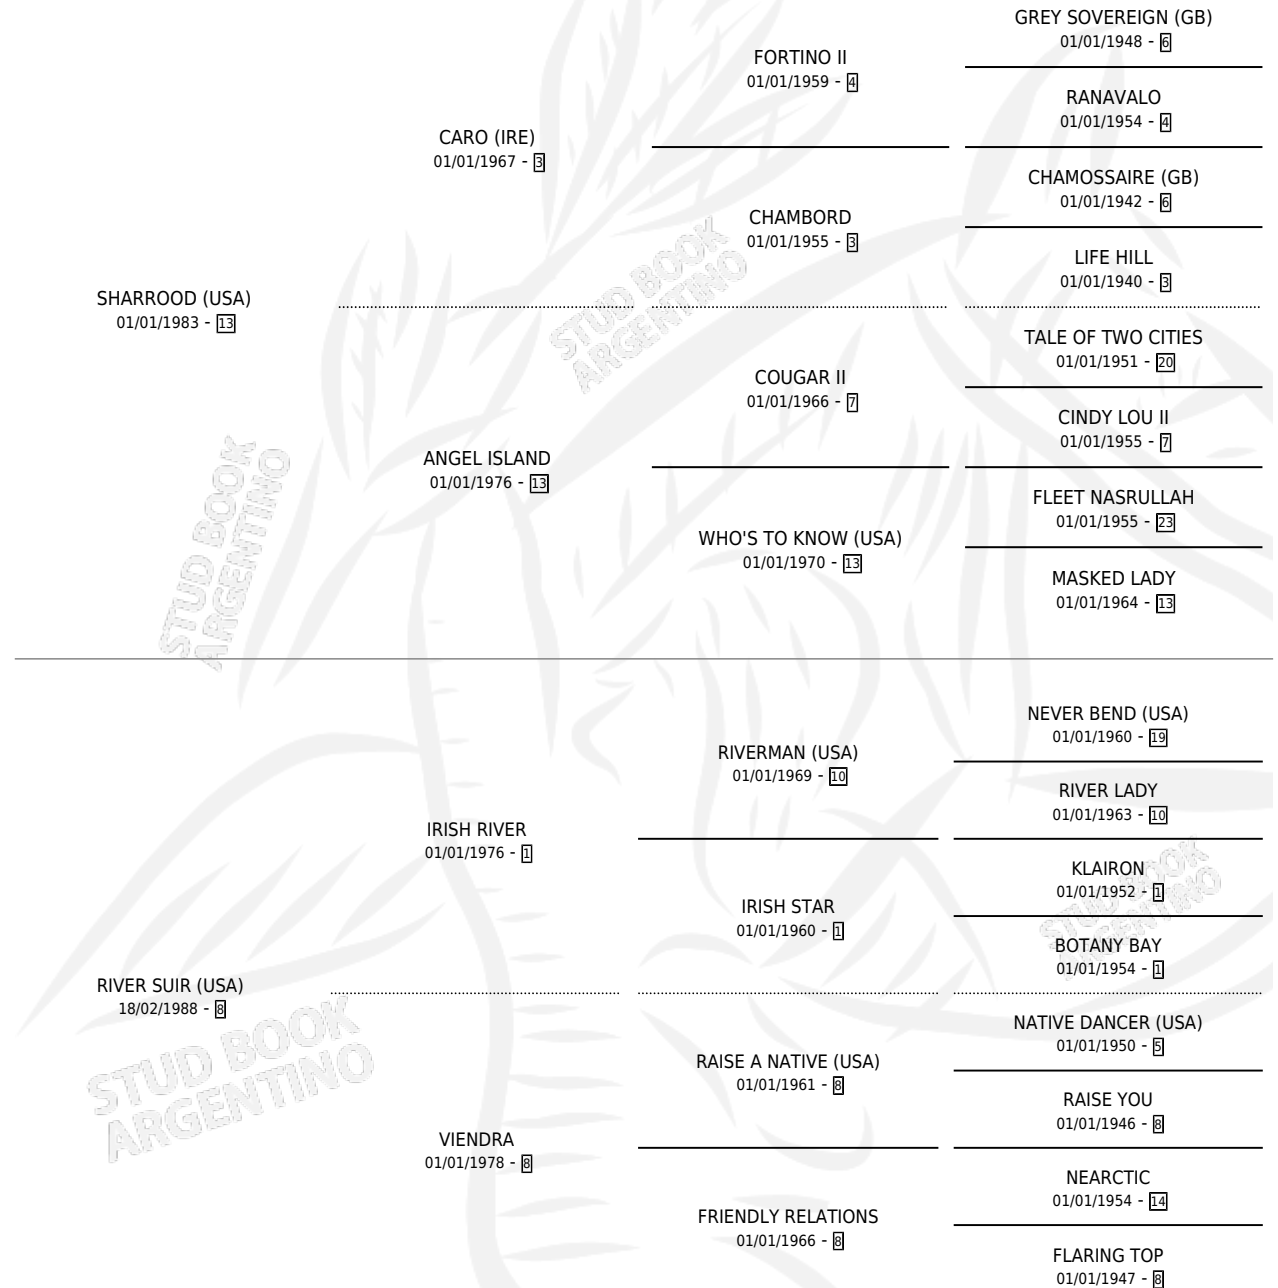 GREY SOVEREIGN (GB)
01/01/1948 - 6
FORTINO II
01/01/1959 - 4
RANAVALO
01/01/1954 - 4
CARO (IRE)
01/01/1967 - 3
CHAMOSSAIRE (GB)
01/01/1942 - 6
CHAMBORD
01/01/1955 - 3
LIFE HILL
01/01/1940 - 3
SHARROOD (USA)
01/01/1983 - 13
TALE OF TWO CITIES
01/01/1951 - 20
COUGAR II
01/01/1966 - 7
CINDY LOU II
01/01/1955 - 7
ANGEL ISLAND
01/01/1976 - 13
FLEET NASRULLAH
01/01/1955 - 23
WHO'S TO KNOW (USA)
01/01/1970 - 13
MASKED LADY
01/01/1964 - 13
STUD BOOK
ARGENTINO
STUD BOOK
ARGENTINO
NEVER BEND (USA)
01/01/1960 - 19
RIVERMAN (USA)
01/01/1969 - 10
RIVER LADY
01/01/1963 - 10
IRISH RIVER
01/01/1976 - 1
KLAIRON
01/01/1952 - 1
IRISH STAR
01/01/1960 - 1
BOTANY BAY
01/01/1954 - 1
RIVER SUIR (USA)
18/02/1988 - 8
NATIVE DANCER (USA)
01/01/1950 - 5
RAISE A NATIVE (USA)
01/01/1961 - 8
RAISE YOU
01/01/1946 - 8
VIENDRA
01/01/1978 - 8
NEARCTIC
01/01/1954 - 14
FRIENDLY RELATIONS
01/01/1966 - 8
FLARING TOP
01/01/1947 - 8
STUD BOOK
ARGENTINO
STUD BOOK
ARGENTINO